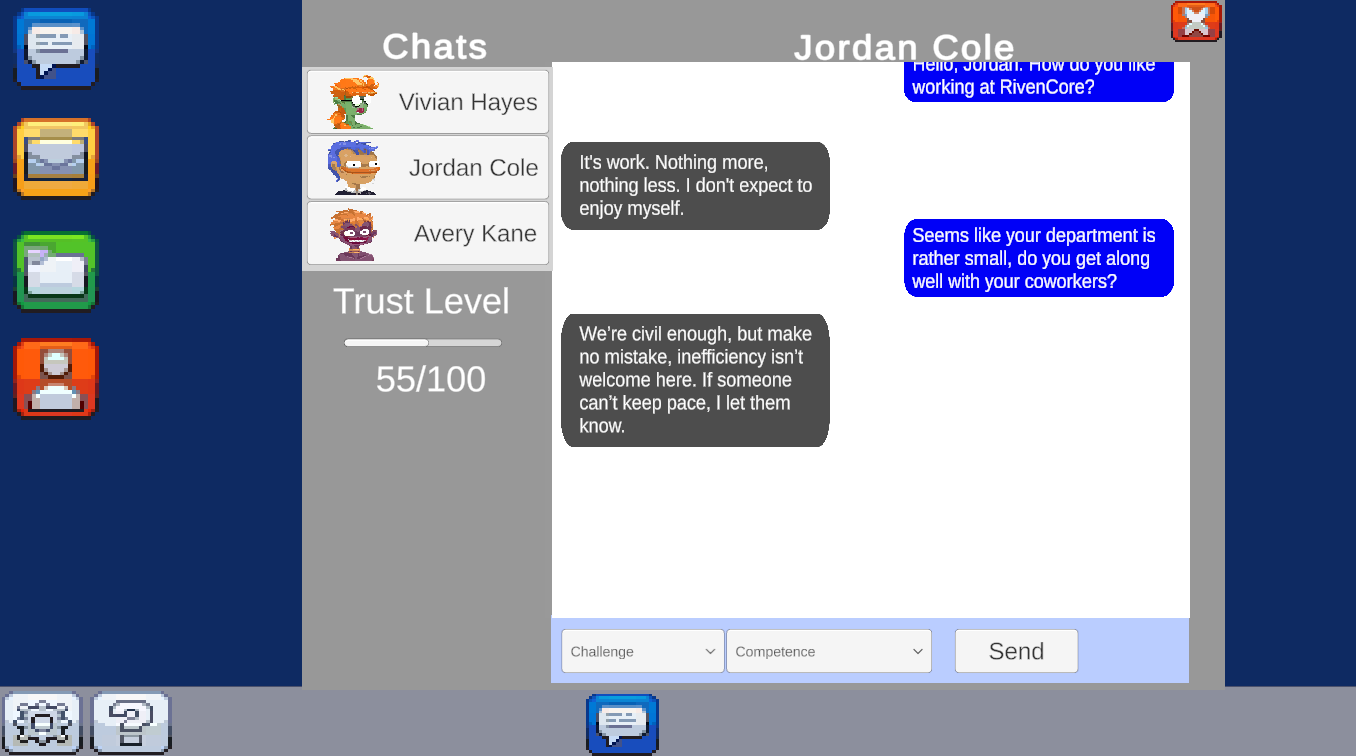 Chats
Jordan Cole
Vivian Hayes
Jordan Cole
Avery Kane
Trust Level
55/100
Hello, Jordan. How do you like
working at RivenCore?
It's work. Nothing more,
nothing less. I don't expect to
enjoy myself.
Seems like your department is
rather small, do you get along
well with your coworkers?
We’re civil enough, but make
no mistake, inefficiency isn’t
welcome here. If someone
can’t keep pace, I let them
know.
Challenge
Competence
Send